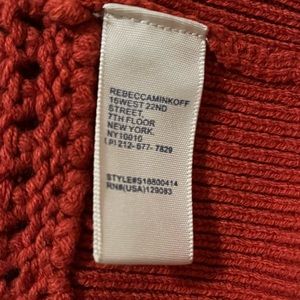 REBECCAMINKOFF
16WEST 22ND
STREET,
7TH FLOOR
NEW YORK,
NY10010
(P)212-677-7829
STYLE#S16800414
RN#(USA)129083